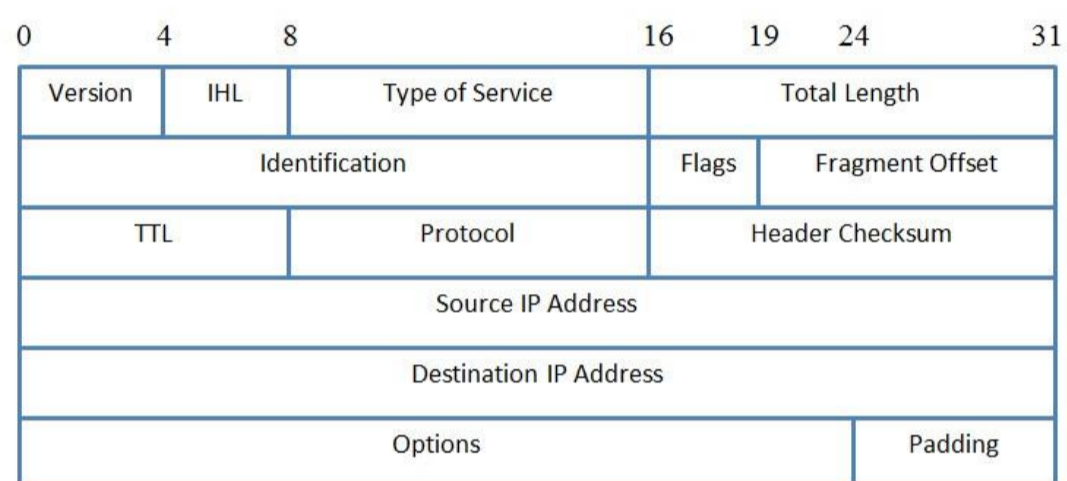 0 4 8 16 19 24 31
Version IHL Type of Service Total Length
Identification Flags Fragment Offset
TTL Protocol Header Checksum
Source IP Address
Destination IP Address
Options Padding